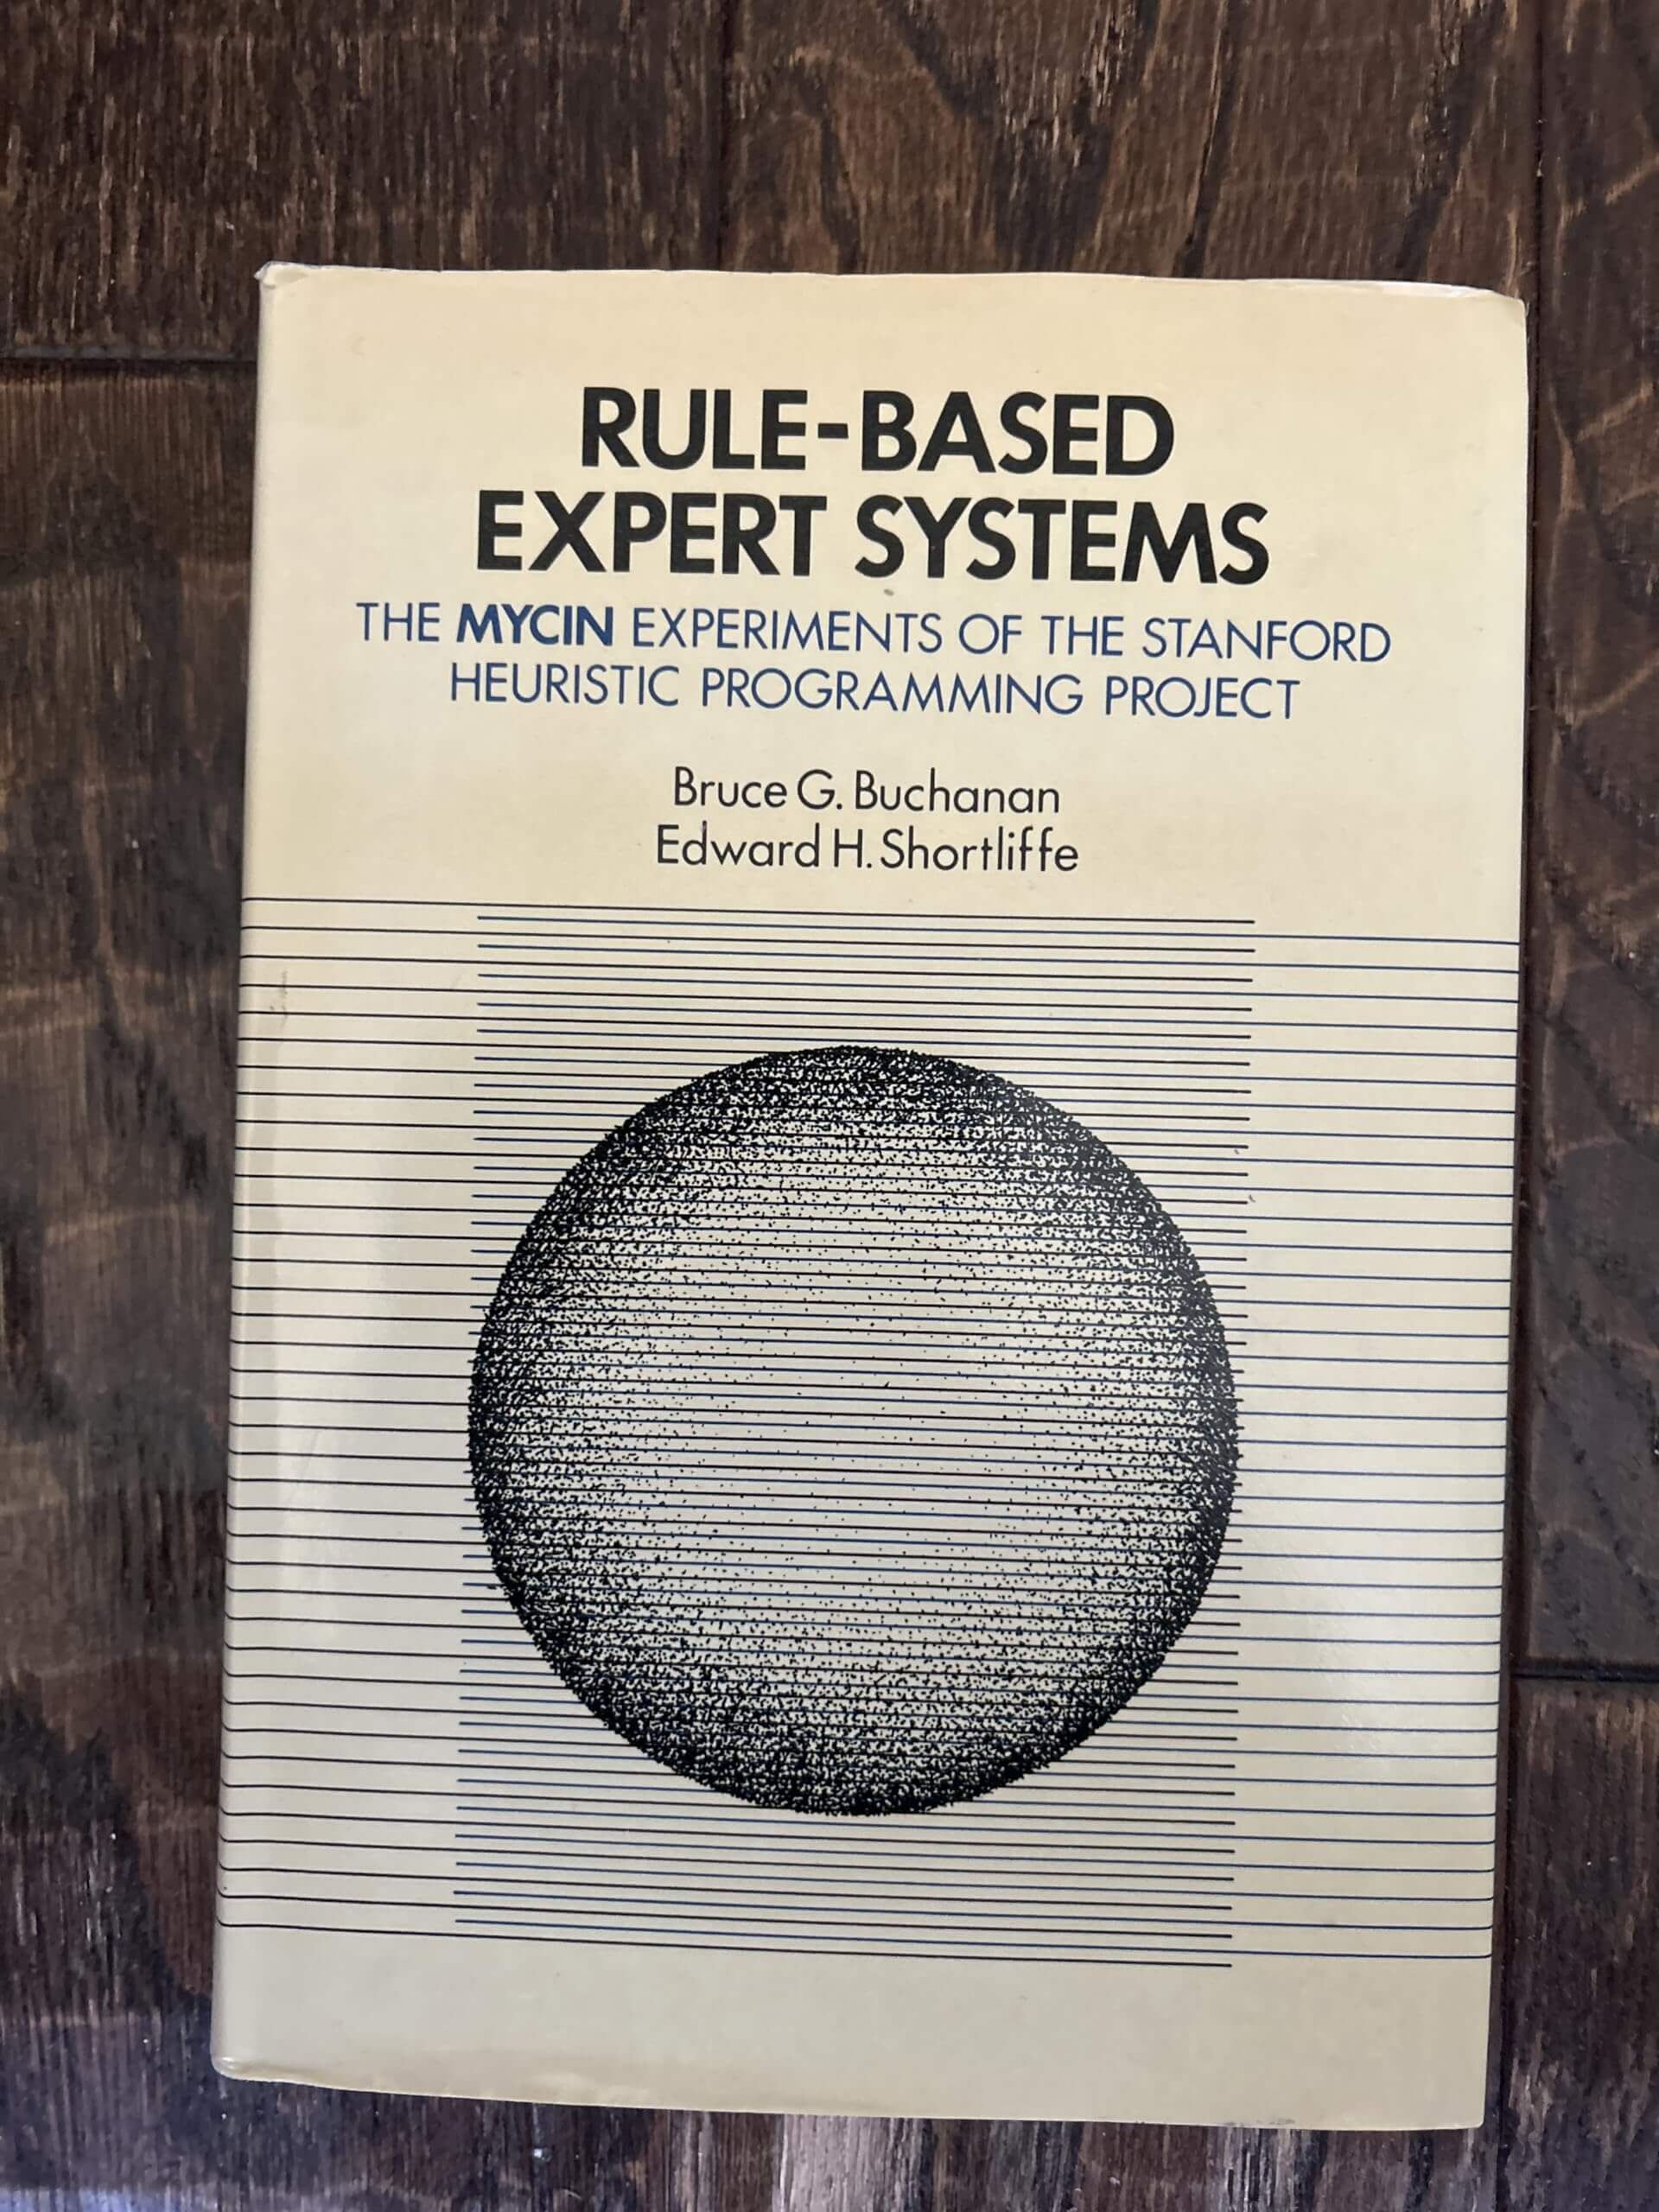 RULE-BASED
EXPERT SYSTEMS
THE MYCIN EXPERIMENTS OF THE STANFORD
HEURISTIC PROGRAMMING PROJECT
Bruce G. Buchanan
Edward H. Shortliffe